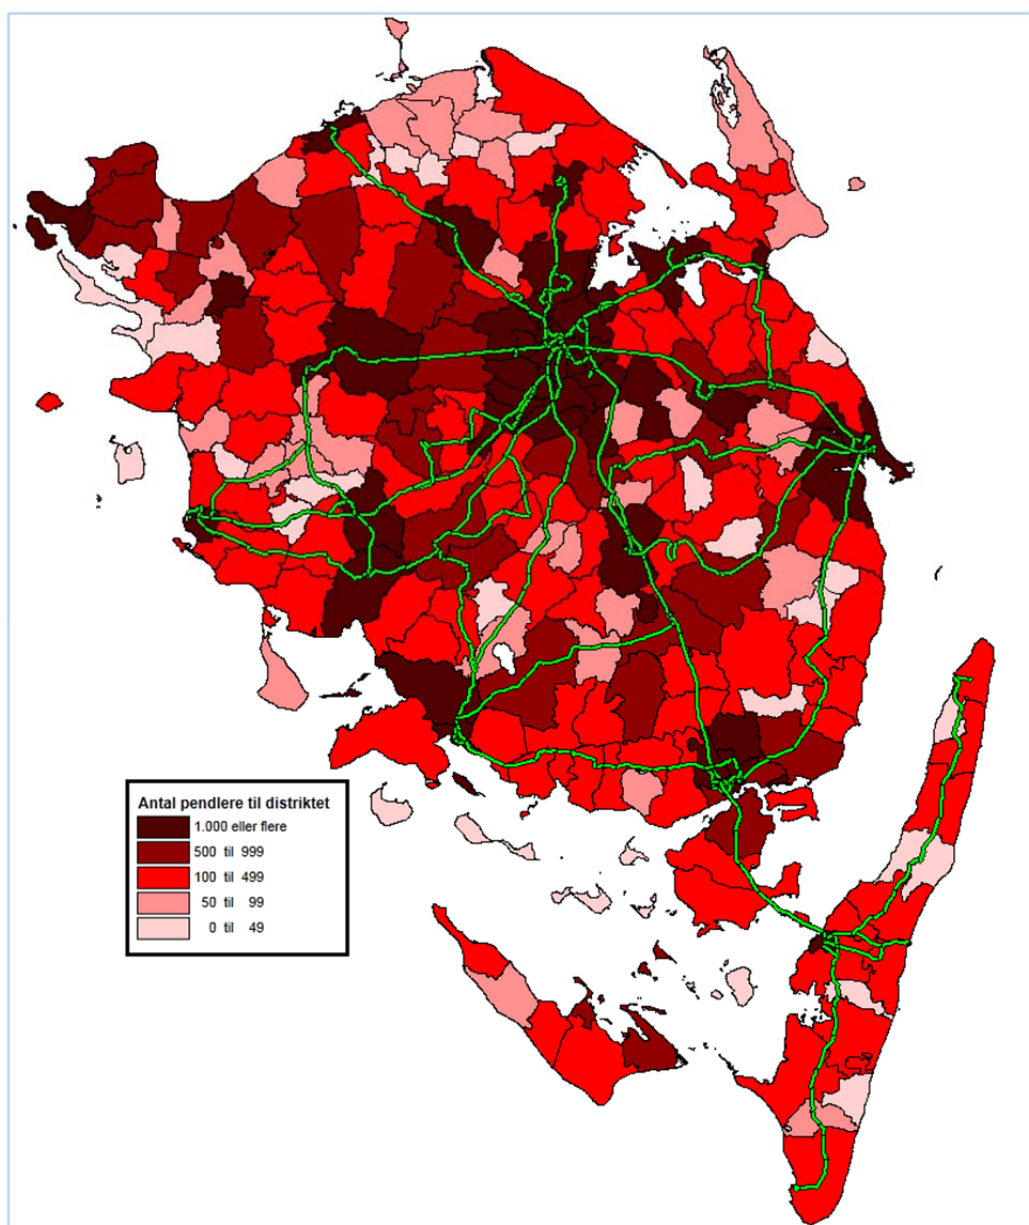 Antal pendlere til distriktet
1.000 eller flere
500 til 999
100 til 499
50 til 99
0 til 49